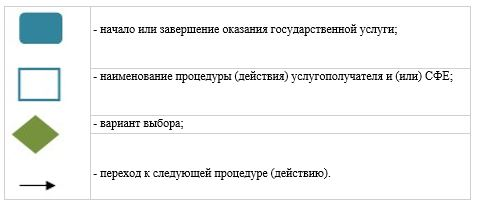 - начало или завершение оказания государственной услуги;
- наименование процедуры (действия) услугополучателя и (или) СФЕ;
- вариант выбора;
- переход к следующей процедуре (действию).